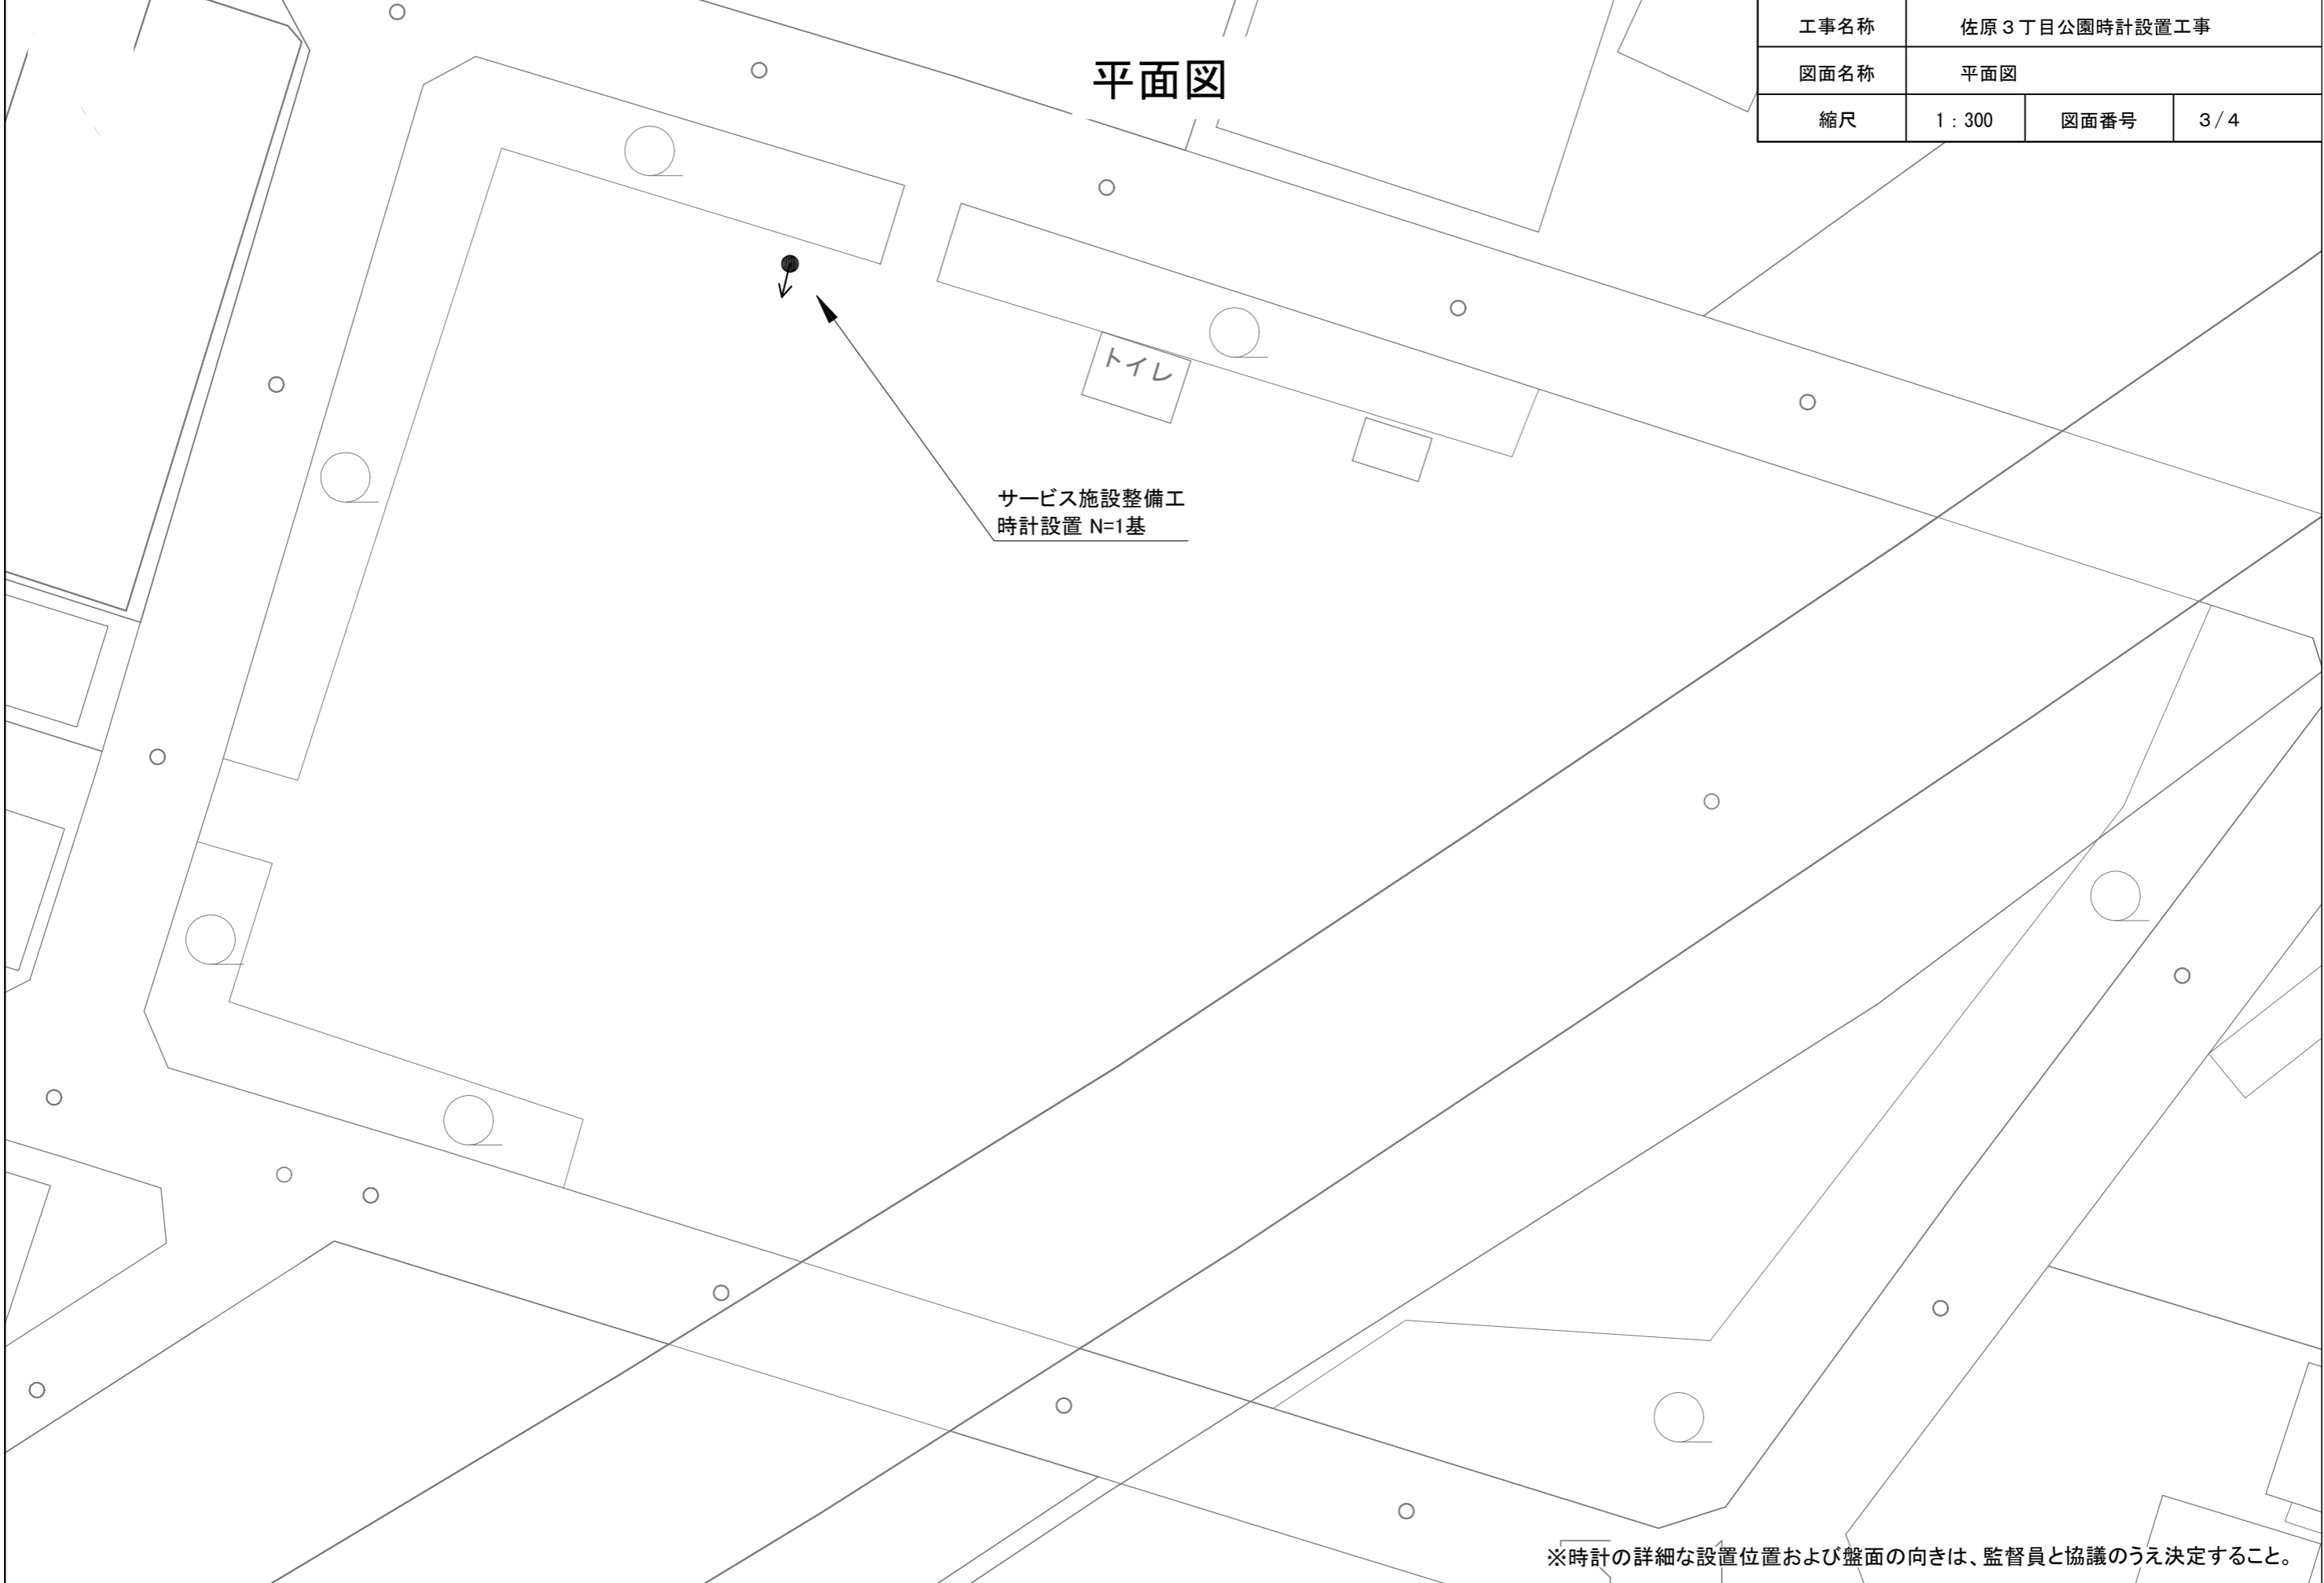 工事名称 佐原３丁目公園時計設置工事
図面名称 平面図
縮尺 1：300 図面番号 3/4
平面図
トイレ
サービス施設整備工
時計設置 N=1基
※時計の詳細な設置位置および盤面の向きは、監督員と協議のうえ決定すること。